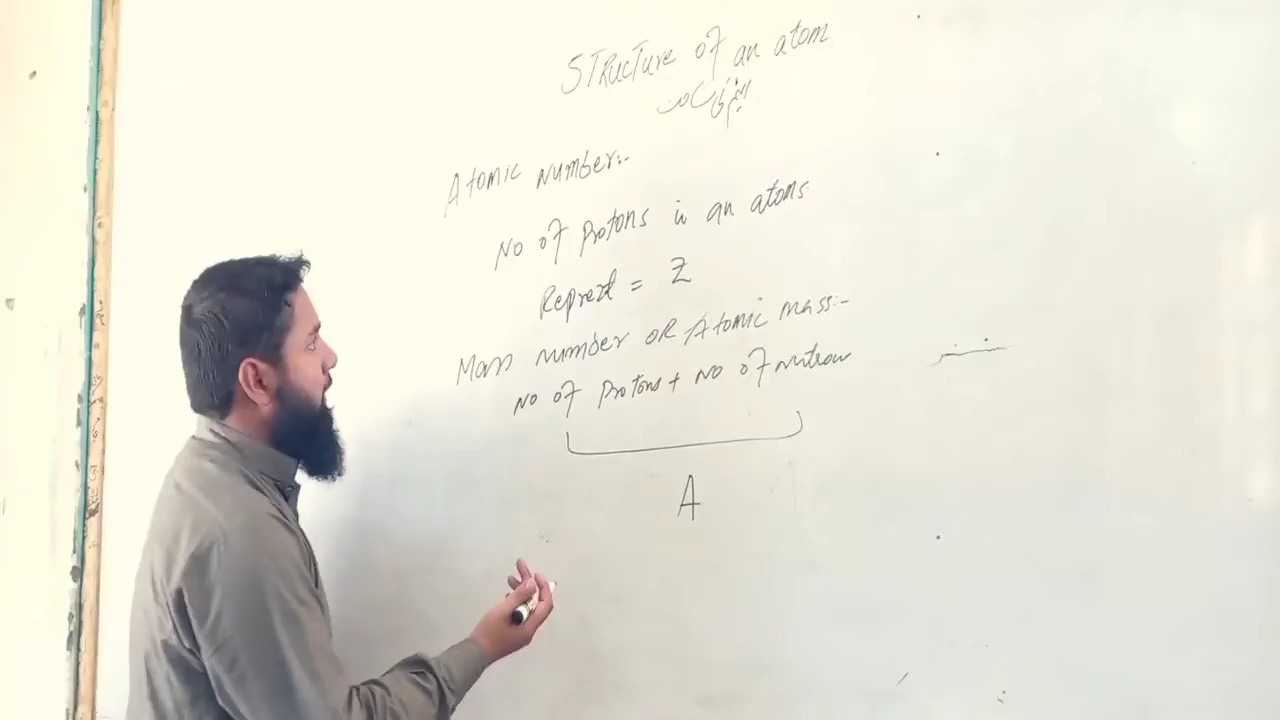 Structure of an atom
ایٹم کی ساخت
Atomic Number:-
No of Protons in an atoms
Reprezd = Z
Mass number OR Atomic Mass:-
No of Protons + No of Nutron
A